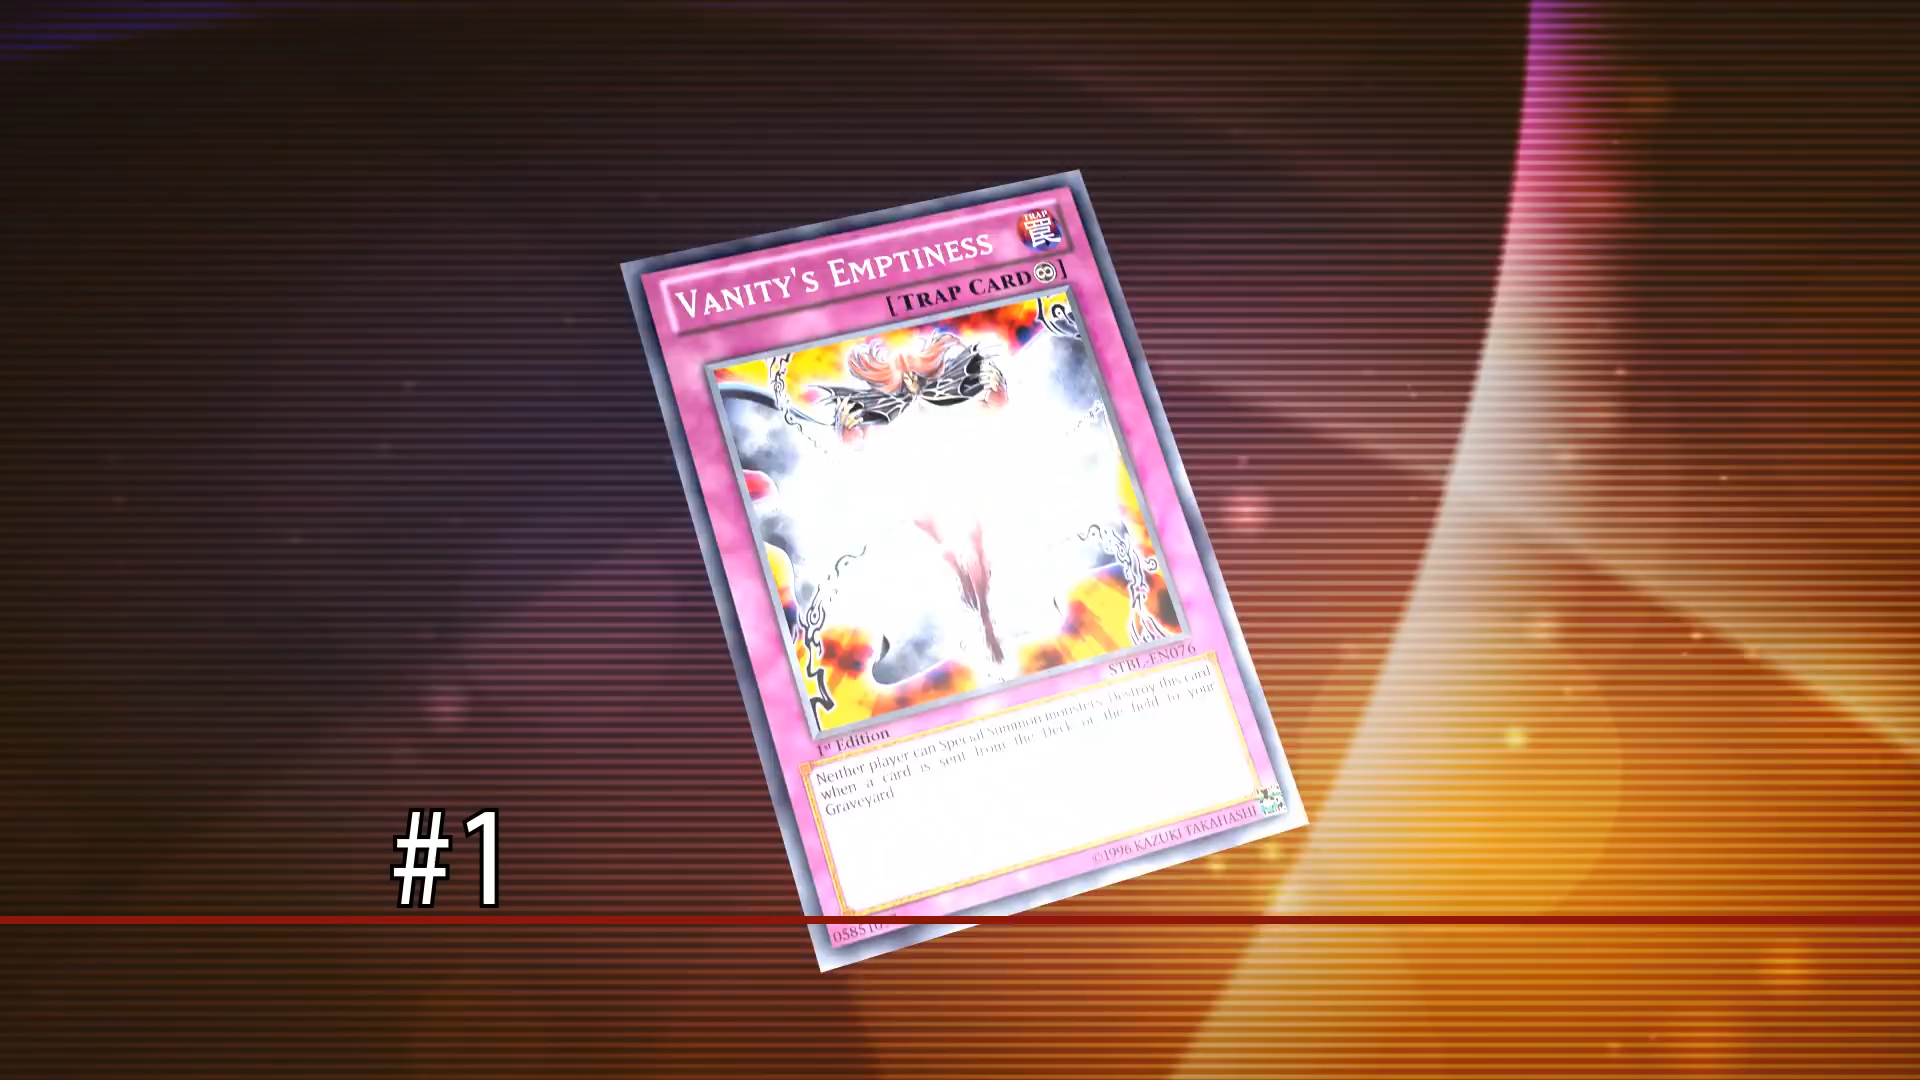 VANITY'S EMPTINESS
TRAP
罠
[TRAP CARD ]
STBL-EN076
1st Edition
Neither player can Special Summon monsters. Destroy this card
when a card is sent from the Deck or the field to your
Graveyard
©1996 KAZUKI TAKAHASHI
#1